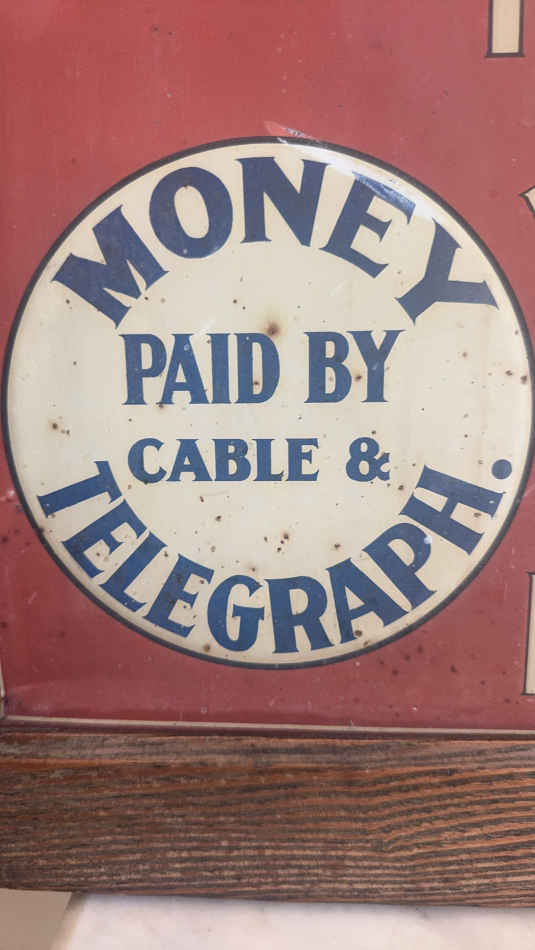 MONEY
PAID BY
CABLE &
TELEGRAPH.